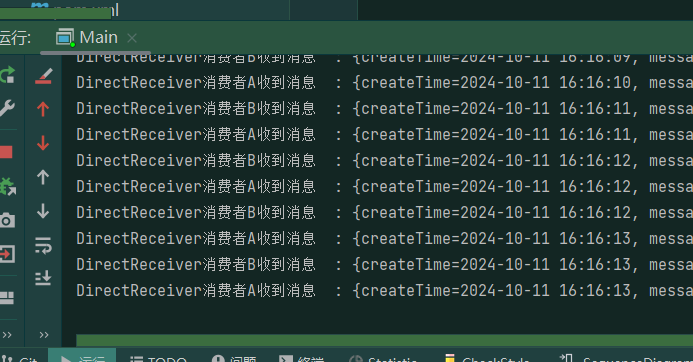 pom.xml
运行: Main
DirectReceiver消费者B收到消息  : {createTime=2024-10-11 16:16:09, messa
DirectReceiver消费者A收到消息  : {createTime=2024-10-11 16:16:10, messa
DirectReceiver消费者B收到消息  : {createTime=2024-10-11 16:16:11, messa
DirectReceiver消费者A收到消息  : {createTime=2024-10-11 16:16:11, messa
DirectReceiver消费者B收到消息  : {createTime=2024-10-11 16:16:12, messa
DirectReceiver消费者A收到消息  : {createTime=2024-10-11 16:16:12, messa
DirectReceiver消费者B收到消息  : {createTime=2024-10-11 16:16:12, messa
DirectReceiver消费者A收到消息  : {createTime=2024-10-11 16:16:13, messa
DirectReceiver消费者B收到消息  : {createTime=2024-10-11 16:16:13, messa
DirectReceiver消费者A收到消息  : {createTime=2024-10-11 16:16:13, messa
Git 运行 TODO 问题 终端 Statistic CheckStyle SequenceDiagram